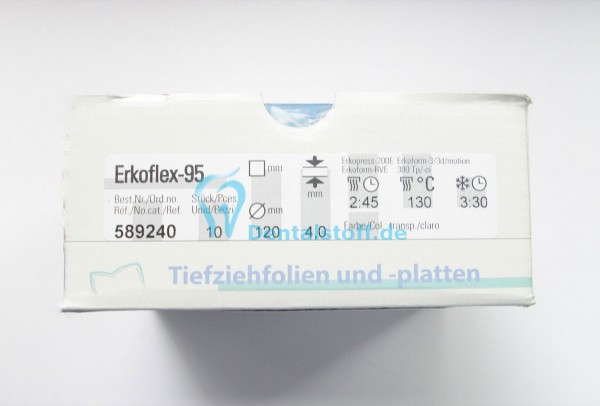 Erkoflex-95
mm
mm
Erkopress-200E Erkoform-3/3d/motion
Erkoform-RVE 300 Tp/-ci
°C
Best.Nr/Ord no. Stück/Pces
Réf./No.cat./Ref. Unid/Pezzi
mm
2:45 130 3:30
Farbe/Col. transp./claro
589240 10 120 4,0
Dentalstoff.de
Tiefziehfolien und -platten